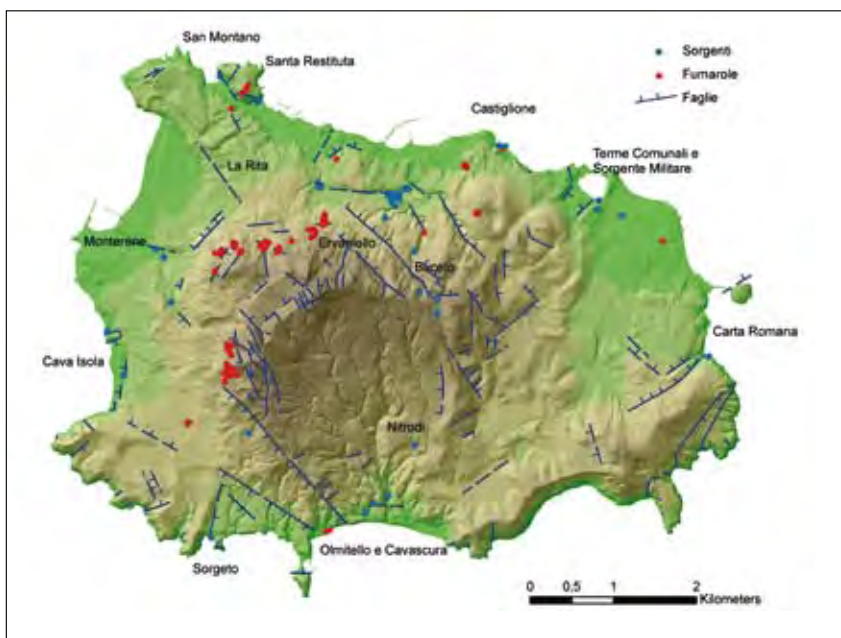 San Montano
Santa Restituta
Sorgenti
Fumarole
Faglie
Castiglione
Terme Comunali e
Sorgente Militare
La Rita
Monterone
Ervaniello
Buceto
Carta Romana
Cava Isola
Nitrodi
Olmitello e Cavascura
Sorgeto
0 0,5 1 2
Kilometers